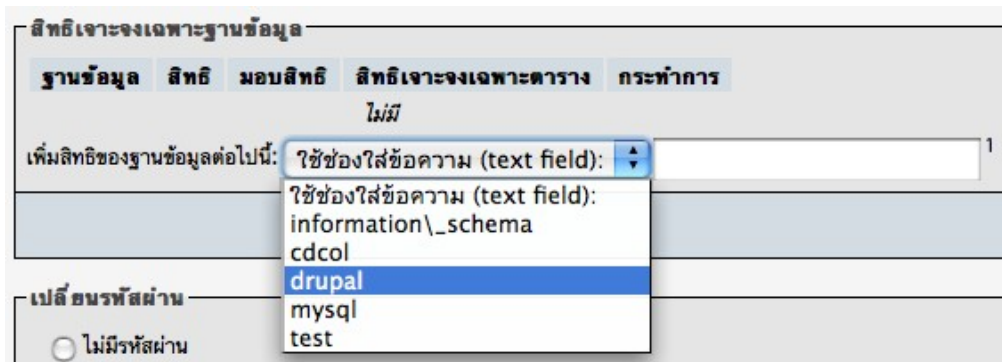 สิทธิเจาะจงเฉพาะฐานข้อมูล
ฐานข้อมูล สิทธิ มอบสิทธิ สิทธิเจาะจงเฉพาะตาราง กระทำการ
ไม่มี
เพิ่มสิทธิของฐานข้อมูลต่อไปนี้: ใช้ช่องใส่ข้อความ (text field): 1
ใช้ช่องใส่ข้อความ (text field):
information\_schema
cdcol
drupal
mysql
test
เปลี่ยนรหัสผ่าน
ไม่มีรหัสผ่าน